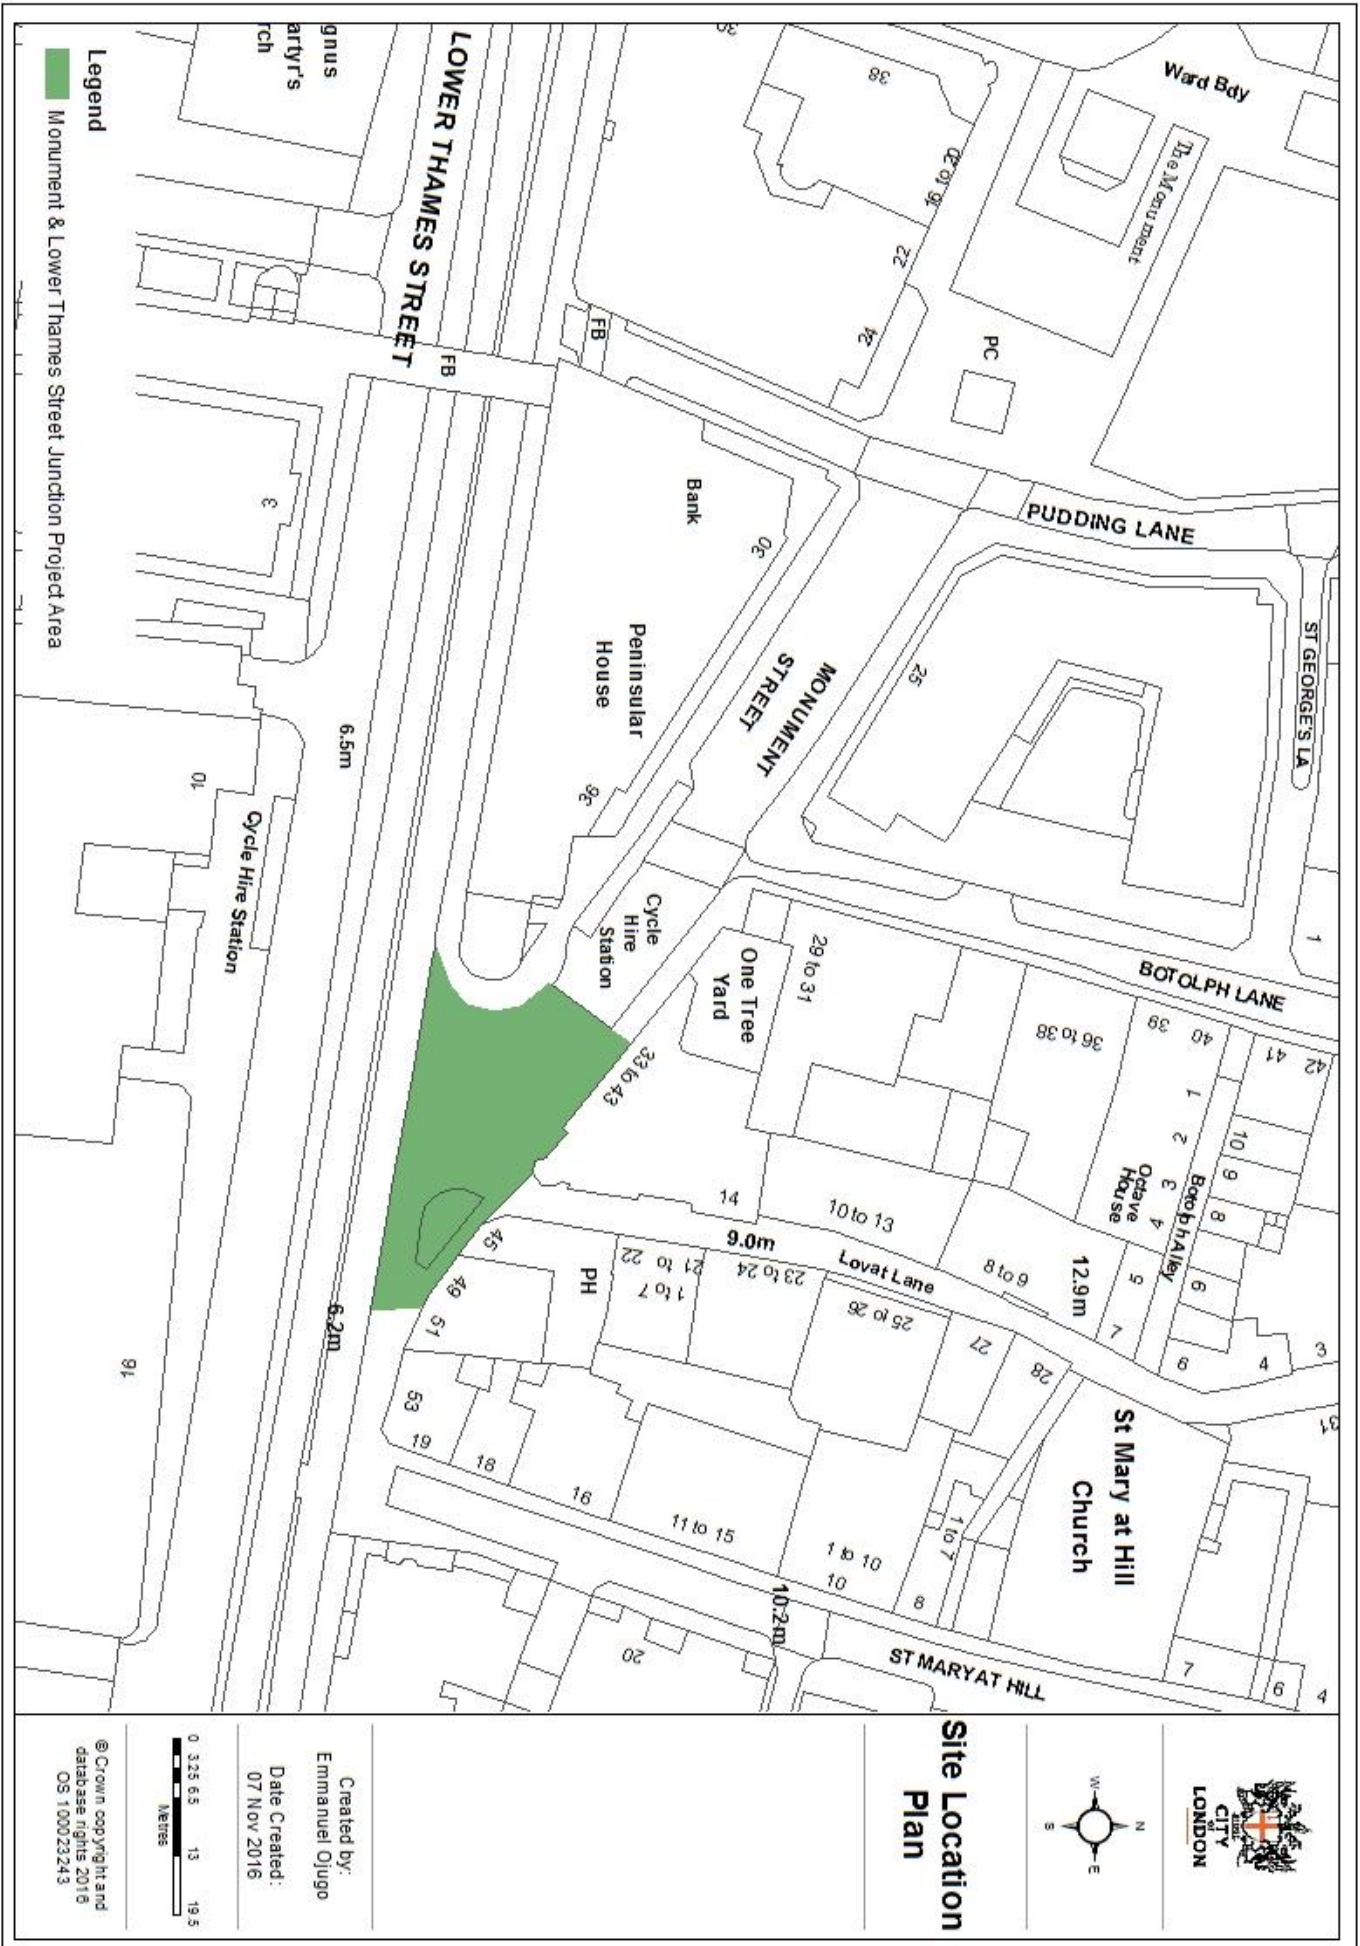 Ward Bdy
The Monument
38
16 to 20
22
24
PC
PUDDING LANE
ST GEORGE'S LA
1
25
MONUMENT
STREET
BOTOLPH LANE
42
41
40
39
36 to 38
29 to 31
One Tree
Yard
Cycle
Hire
Station
33 to 43
10
9
8
6
Botolph Alley
1
2
3
4
5
7
Octave
House
6
4
3
31
12.9m
8 to 9
Lovat Lane
10 to 13
14
9.0m
PH
21 to 22
1 to 7
23 to 24
25 to 26
27
28
St Mary at Hill
Church
1 to 7
8
1 to 10
10
11 to 15
16
18
19
53
51
49
45
10.2m
ST MARY AT HILL
7
6
4
20
Bank
30
Peninsular
House
36
FB
FB
LOWER THAMES STREET
gnus
artyr's
rch
3
6.5m
10
Cycle Hire Station
6.2m
16
Legend
Monument & Lower Thames Street Junction Project Area
CITY
OF
LONDON
N
W
E
S
Site Location
Plan
Created by:
Emmanuel Ojugo
Date Created:
07 Nov 2016
0 3.25 6.5 13 19.5
Metres
© Crown copyright and
database rights 2016
OS 100023243